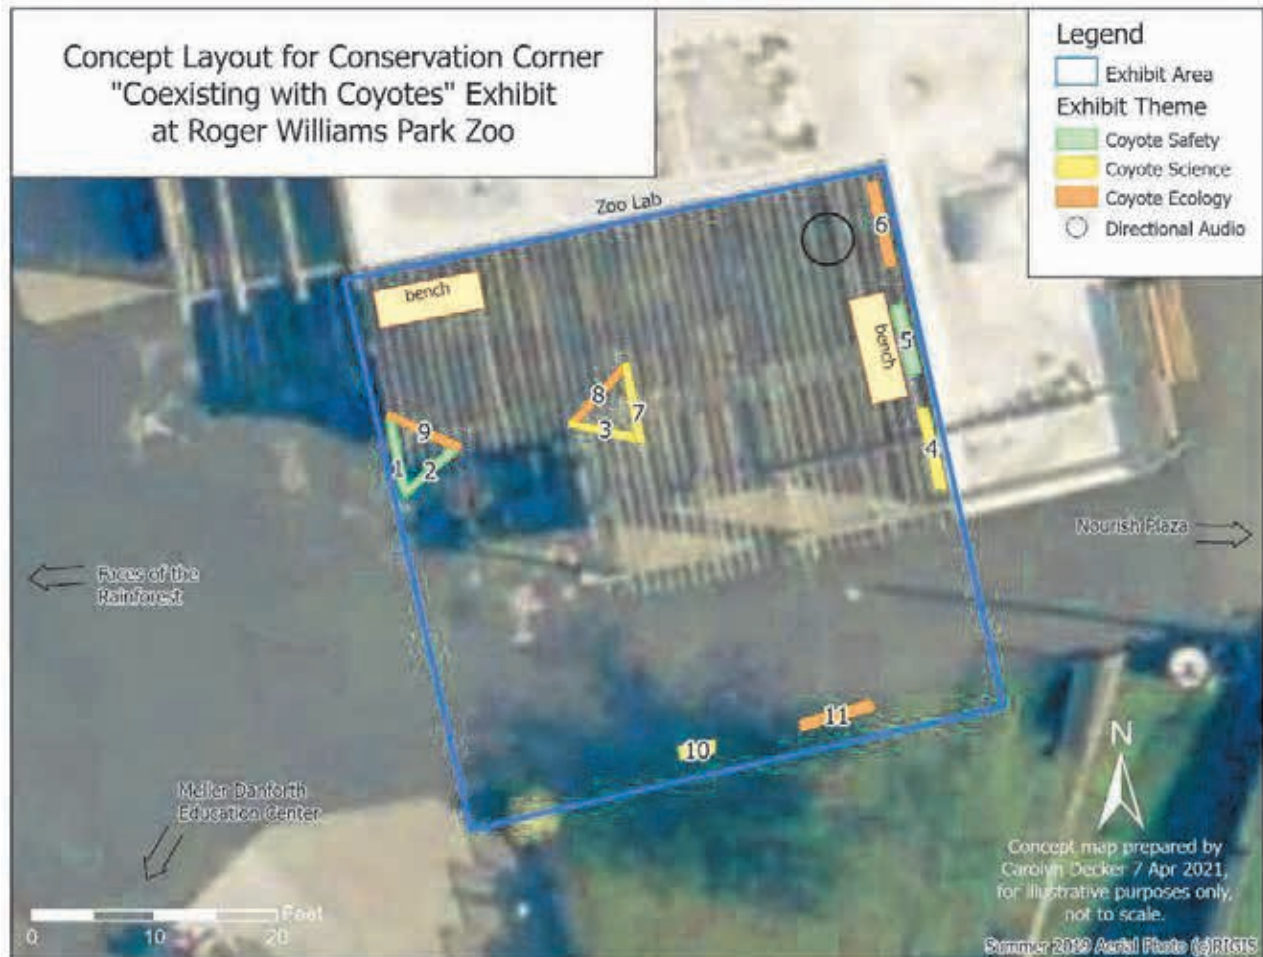 Concept Layout for Conservation Corner
"Coexisting with Coyotes" Exhibit
at Roger Williams Park Zoo
Legend
Exhibit Area
Exhibit Theme
Coyote Safety
Coyote Science
Coyote Ecology
Directional Audio
Zoo Lab
6
bench
bench
5
8
7
3
9
1
2
4
Nourish Plaza
Faces of the
Rainforest
11
10
N
Meller Danforth
Education Center
Concept map prepared by
Carolyn Decker 7 Apr 2021,
for illustrative purposes only,
not to scale.
Feet
0 10 20
Summer 2019 Aerial Photo (c)RIGIS